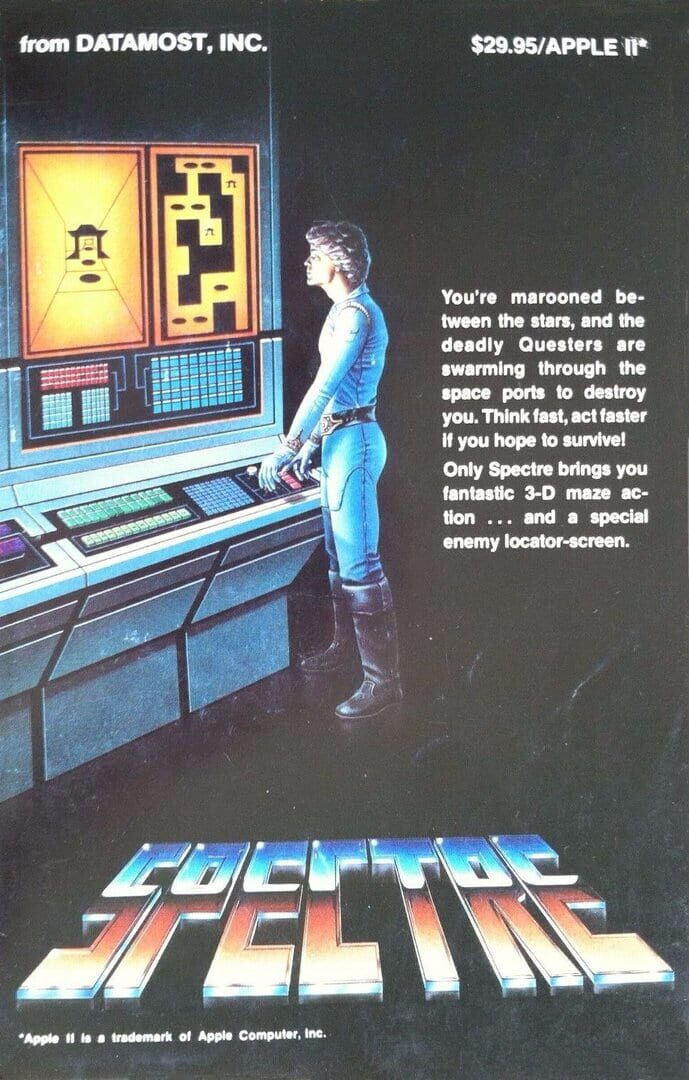 from DATAMOST, INC.
$29.95/APPLE II*
You're marooned be-
tween the stars, and the
deadly Questers are
swarming through the
space ports to destroy
you. Think fast, act faster
if you hope to survive!
Only Spectre brings you
fantastic 3-D maze ac-
tion ... and a special
enemy locator-screen.
SPECTRE
*Apple II is a trademark of Apple Computer, Inc.